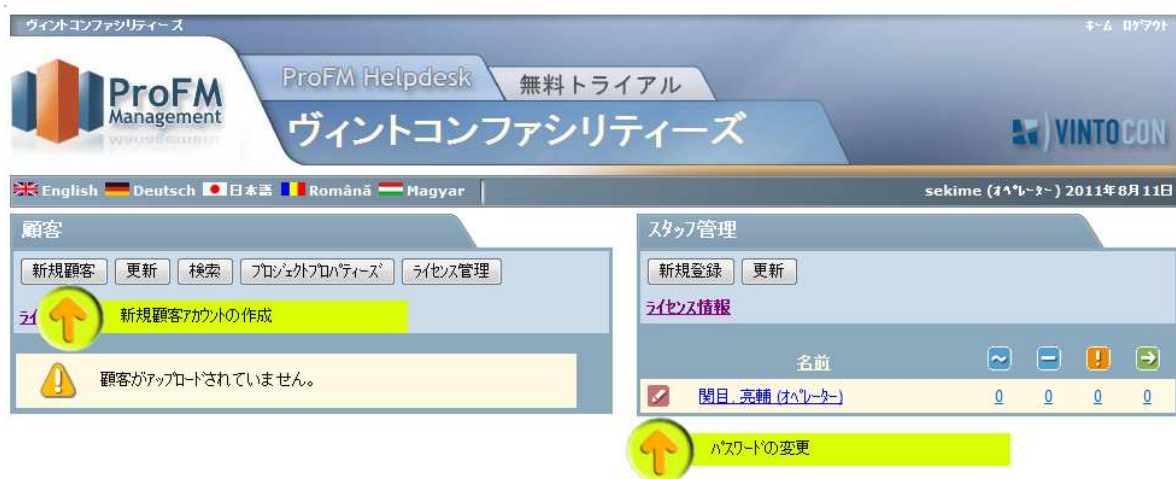 ヴィントコンファシリティーズ
ホーム ログアウト
ProFM
Management
ProFM Helpdesk
無料トライアル
ヴィントコンファシリティーズ
VINTOCON
English Deutsch 日本語 Română Magyar
sekime (ｵﾍﾟﾚｰﾀｰ) 2011年8月11日
顧客
新規顧客 更新 検索 ﾌﾟﾛｼﾞｪｸﾄﾌﾟﾛﾊﾟﾃｨｰｽﾞ ﾗｲｾﾝｽ管理
ﾗｲ
新規顧客ｱｶｳﾝﾄの作成
顧客がｱｯﾌﾟﾛｰﾄﾞされていません。
スタッフ管理
新規登録 更新
ﾗｲｾﾝｽ情報
名前
関目, 亮輔 (ｵﾍﾟﾚｰﾀｰ) 0 0 0 0
ﾊﾟｽﾜｰﾄﾞの変更